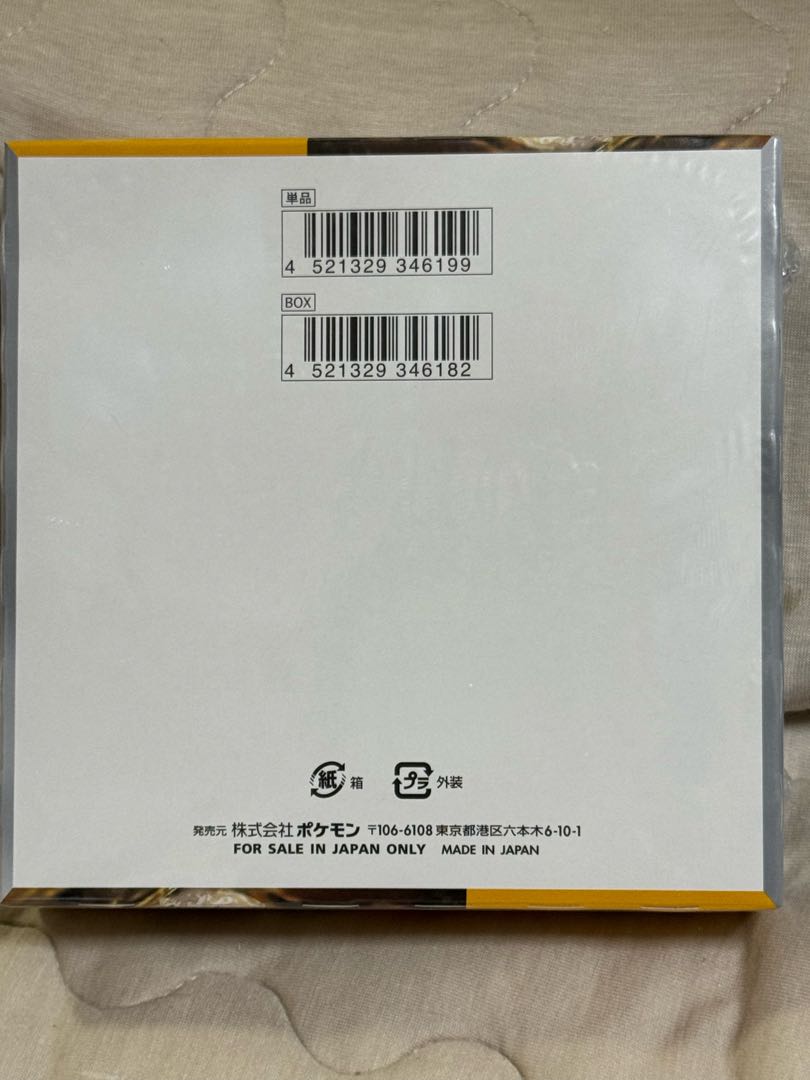 単品
4 521329 346199
BOX
4 521329 346182
紙 箱 プラ 外装
発売元 株式会社 ポケモン 〒106-6108 東京都港区六本木6-10-1
FOR SALE IN JAPAN ONLY MADE IN JAPAN